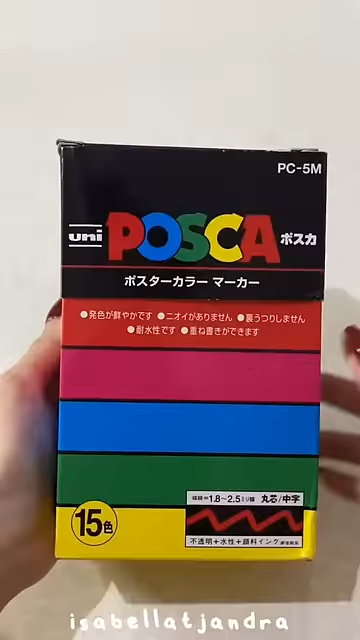 PC-5M
uni POSCA ポスカ
ポスターカラー マーカー
●発色が鮮やかです ●ニオイがありません ●裏うつりしません
●耐水性です ●重ね書きができます
1.8～2.5ミリ幅 丸芯/中字
15色
不透明+水性+顔料インク
isabellatjandra